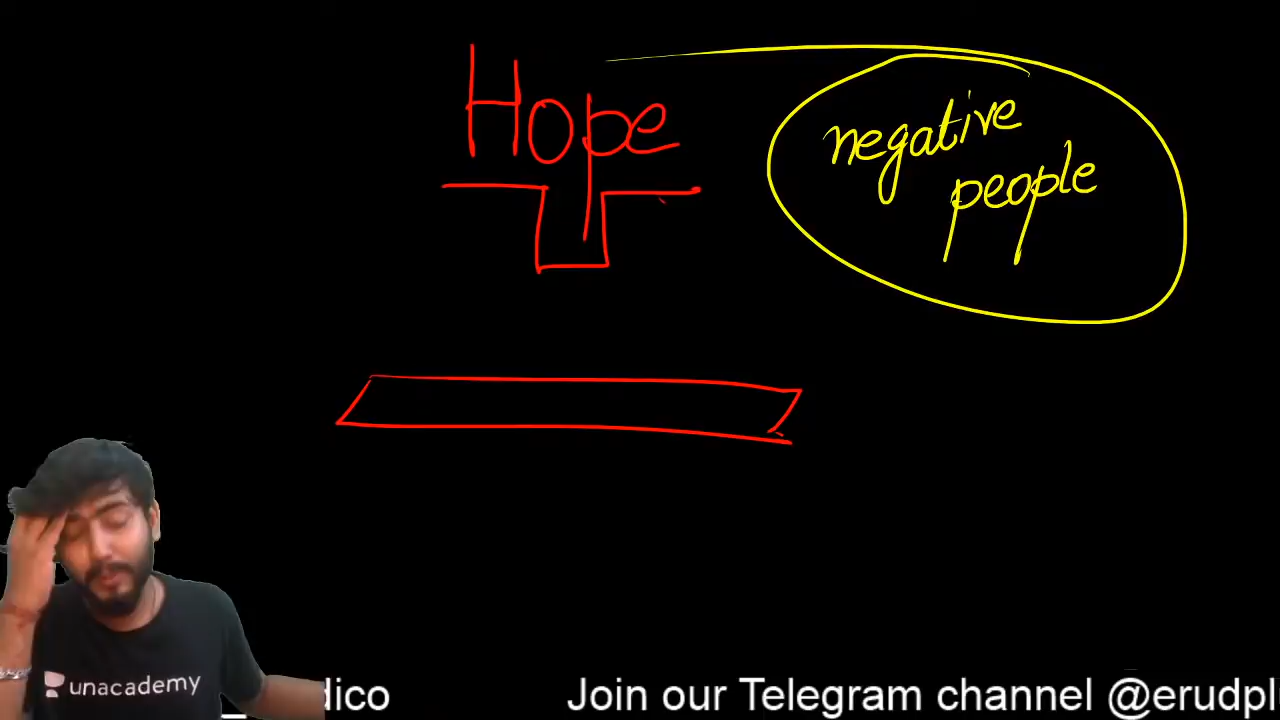 Hope
negative
people
unacademy
_ dico Join our Telegram channel @erudpl